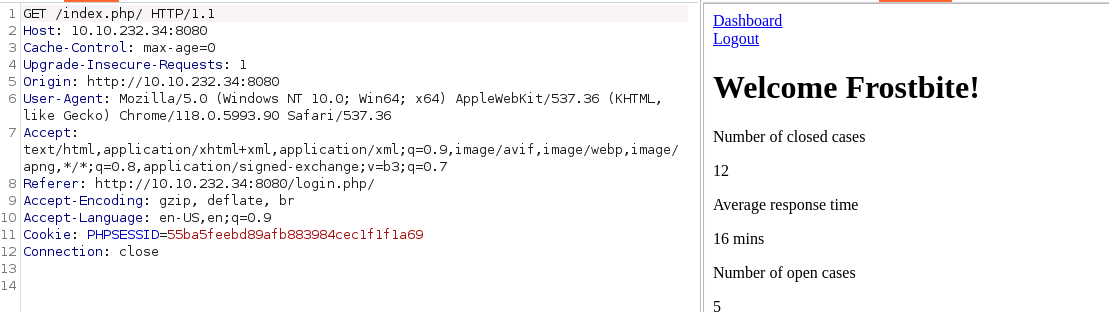 1 GET /index.php/ HTTP/1.1
2 Host: 10.10.232.34:8080
3 Cache-Control: max-age=0
4 Upgrade-Insecure-Requests: 1
5 Origin: http://10.10.232.34:8080
6 User-Agent: Mozilla/5.0 (Windows NT 10.0; Win64; x64) AppleWebKit/537.36 (KHTML,
like Gecko) Chrome/118.0.5993.90 Safari/537.36
7 Accept:
text/html,application/xhtml+xml,application/xml;q=0.9,image/avif,image/webp,image/
apng,*/*;q=0.8,application/signed-exchange;v=b3;q=0.7
8 Referer: http://10.10.232.34:8080/login.php/
9 Accept-Encoding: gzip, deflate, br
10 Accept-Language: en-US,en;q=0.9
11 Cookie: PHPSESSID=55ba5feebd89afb883984cec1f1f1a69
12 Connection: close
13
14
Dashboard
Logout
Welcome Frostbite!
Number of closed cases
12
Average response time
16 mins
Number of open cases
5